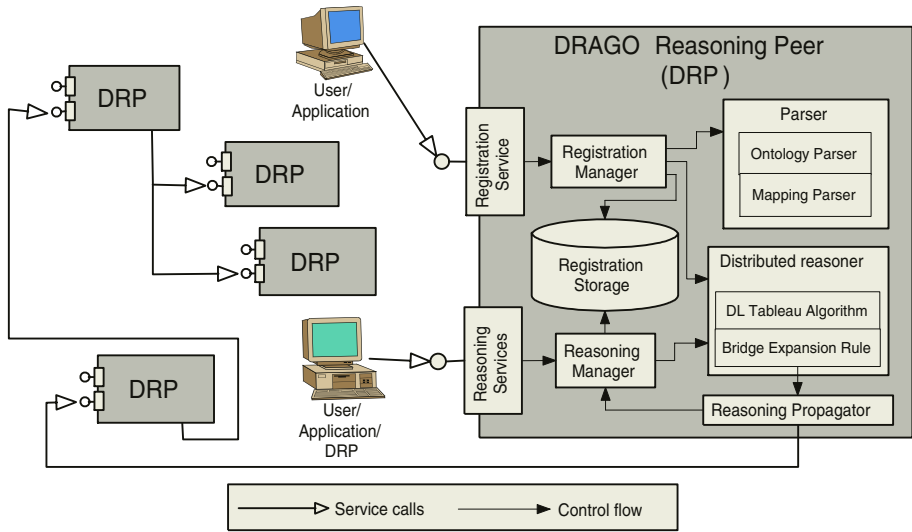 DRP
DRP
DRP
DRP
User/
Application
User/
Application/
DRP
DRAGO Reasoning Peer
(DRP)
Registration
Service
Registration
Manager
Parser
Ontology Parser
Mapping Parser
Registration
Storage
Distributed reasoner
DL Tableau Algorithm
Bridge Expansion Rule
Reasoning
Services
Reasoning
Manager
Reasoning Propagator
Service calls
Control flow